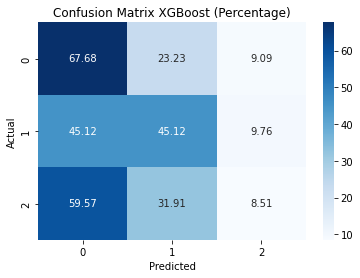 Confusion Matrix XGBoost (Percentage)
0 67.68 23.23 9.09
1 45.12 45.12 9.76
2 59.57 31.91 8.51
0 1 2
Predicted
Actual
60
50
40
30
20
10